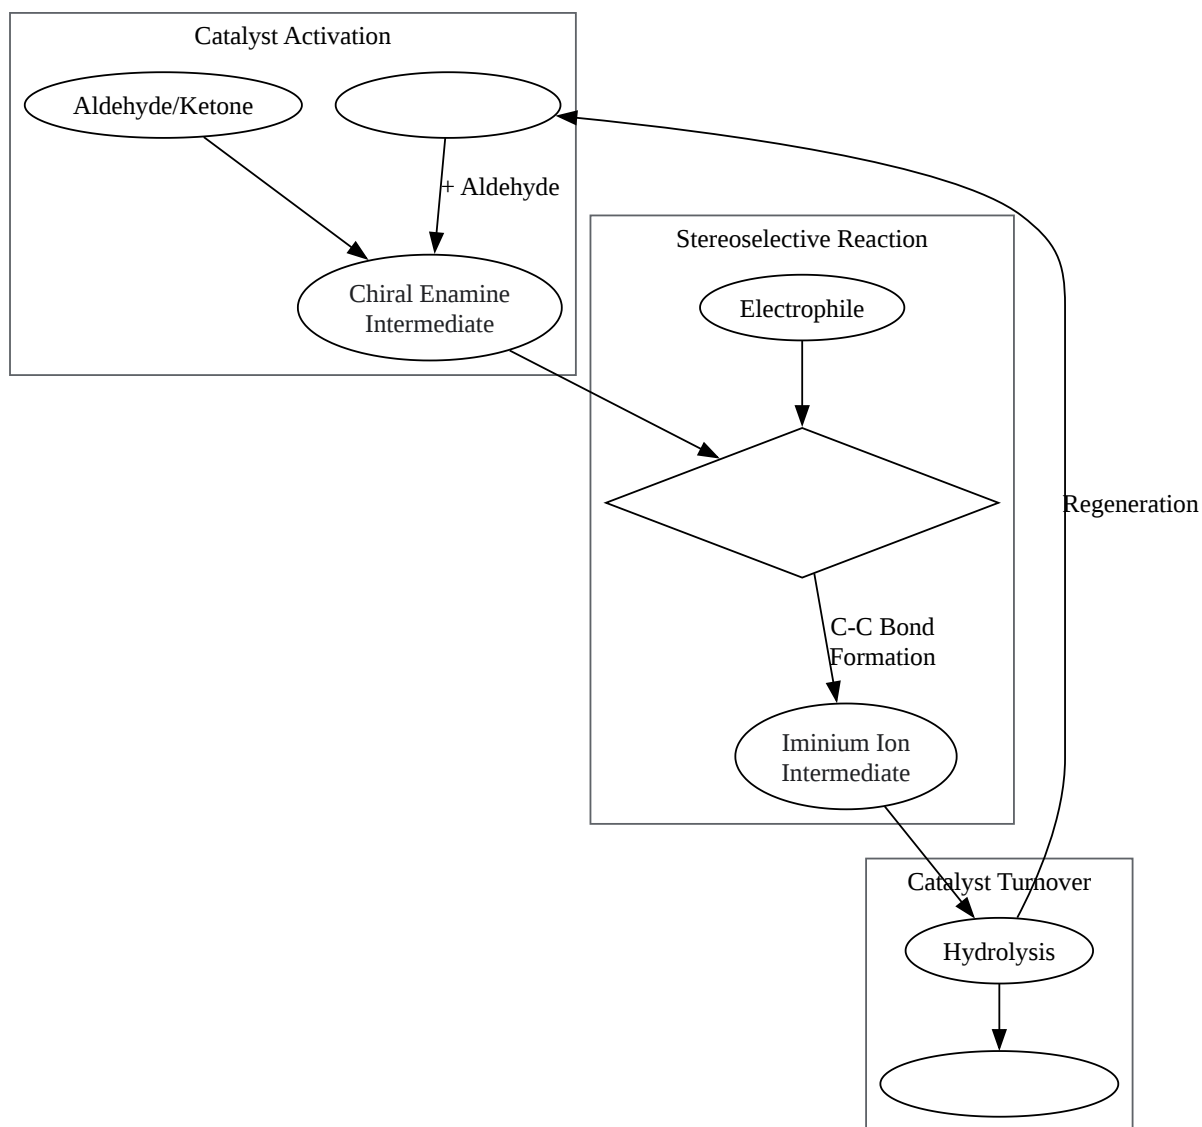 Catalyst Activation
Aldehyde/Ketone
+ Aldehyde
Chiral Enamine
Intermediate
Stereoselective Reaction
Electrophile
Regeneration
C-C Bond
Formation
Iminium Ion
Intermediate
Catalyst Turnover
Hydrolysis